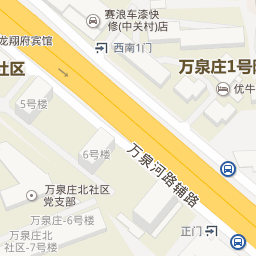 赛浪车漆快
修(中关村)店
龙翔府宾馆
西南1门
万泉庄1号院
社区
优牛
5号楼
6号楼
万泉河路辅路
万泉庄北社区
党支部
万泉庄-6号楼
万泉庄北
社区-7号楼
正门